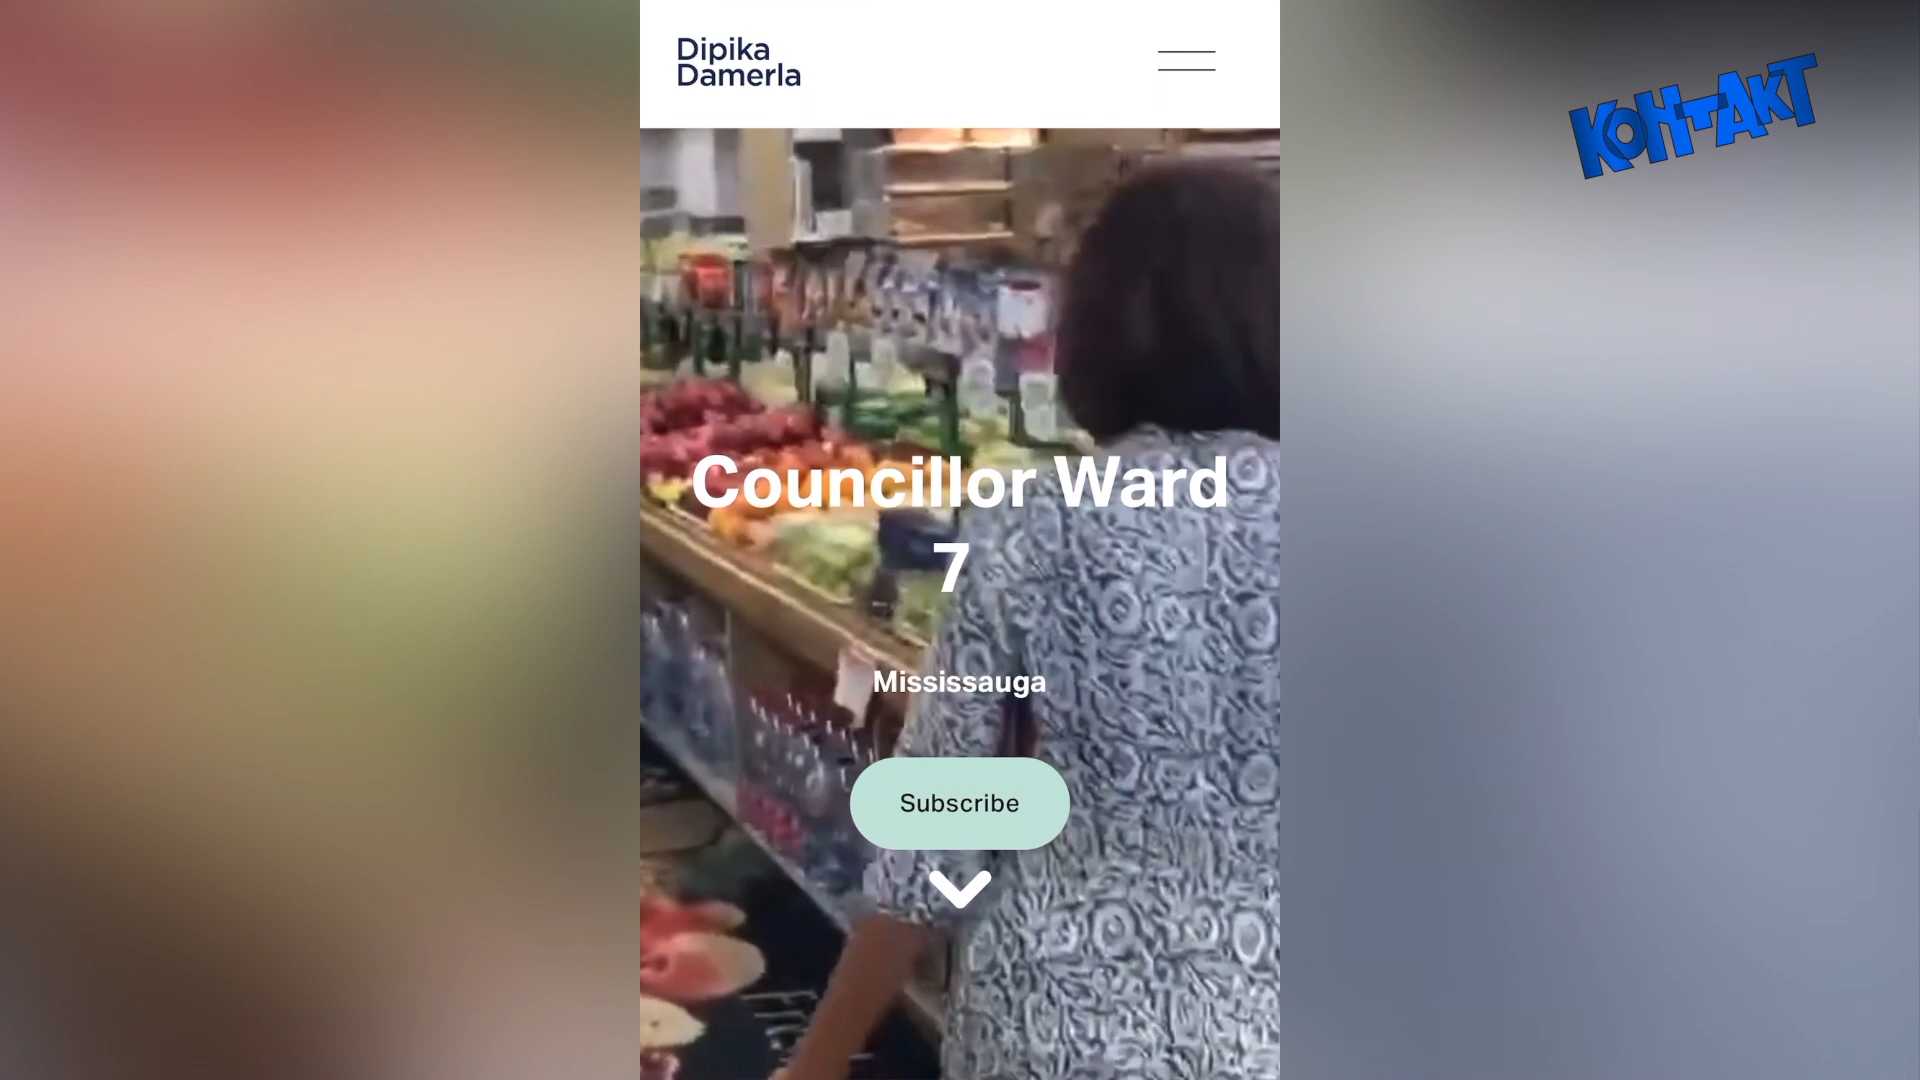 Dipika
Damerla
КОНТАКТ
Councillor Ward
7
Mississauga
Subscribe